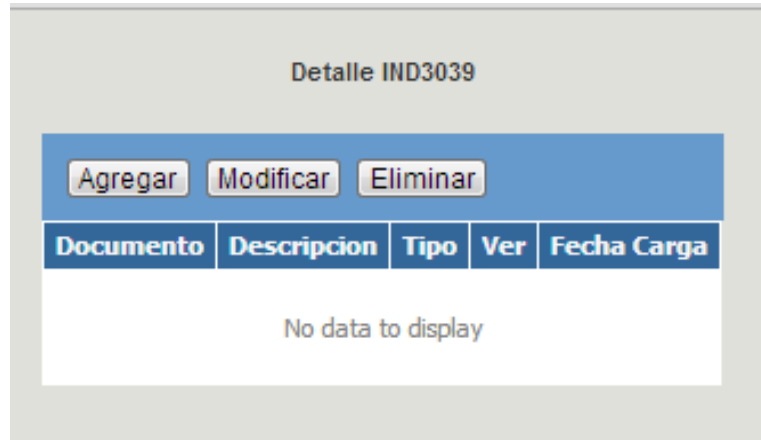 Detalle IND3039
Agregar Modificar Eliminar
Documento Descripcion Tipo Ver Fecha Carga
No data to display